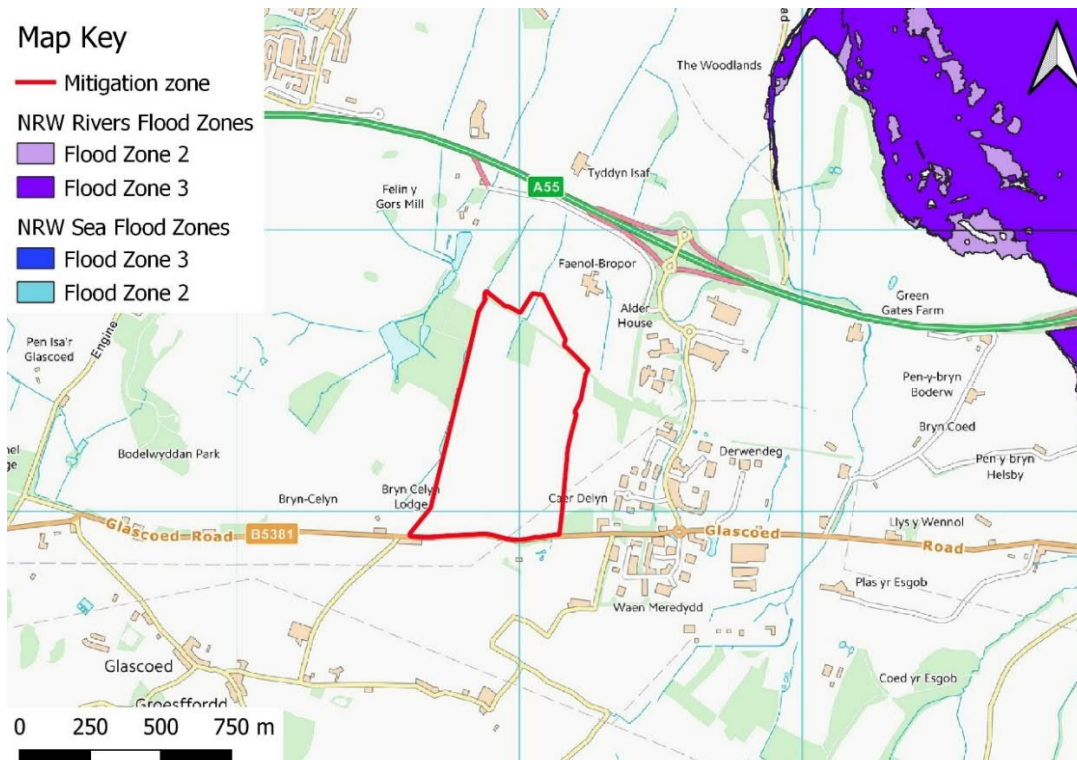 Map Key
Mitigation zone
NRW Rivers Flood Zones
Flood Zone 2
Flood Zone 3
NRW Sea Flood Zones
Flood Zone 3
Flood Zone 2
The Woodlands
Tyddyn Isaf
A55
Felin y
Gors Mill
Faenol-Bropor
Alder
House
Green
Gates Farm
Pen Isa'r
Glascoed
Engine
Pen-y-bryn
Boderw
Bryn Coed
Pen-y bryn
Helsby
Bodelwyddan Park
Derwendeg
Bryn-Celyn
Bryn Celyn
Lodge
Caer Delyn
Glascoed Road
B5381
Glascoed Road
Llys y Wennol
Plas yr Esgob
Waen Meredydd
Coed yr Esgob
Glascoed
Groesffordd
0 250 500 750 m